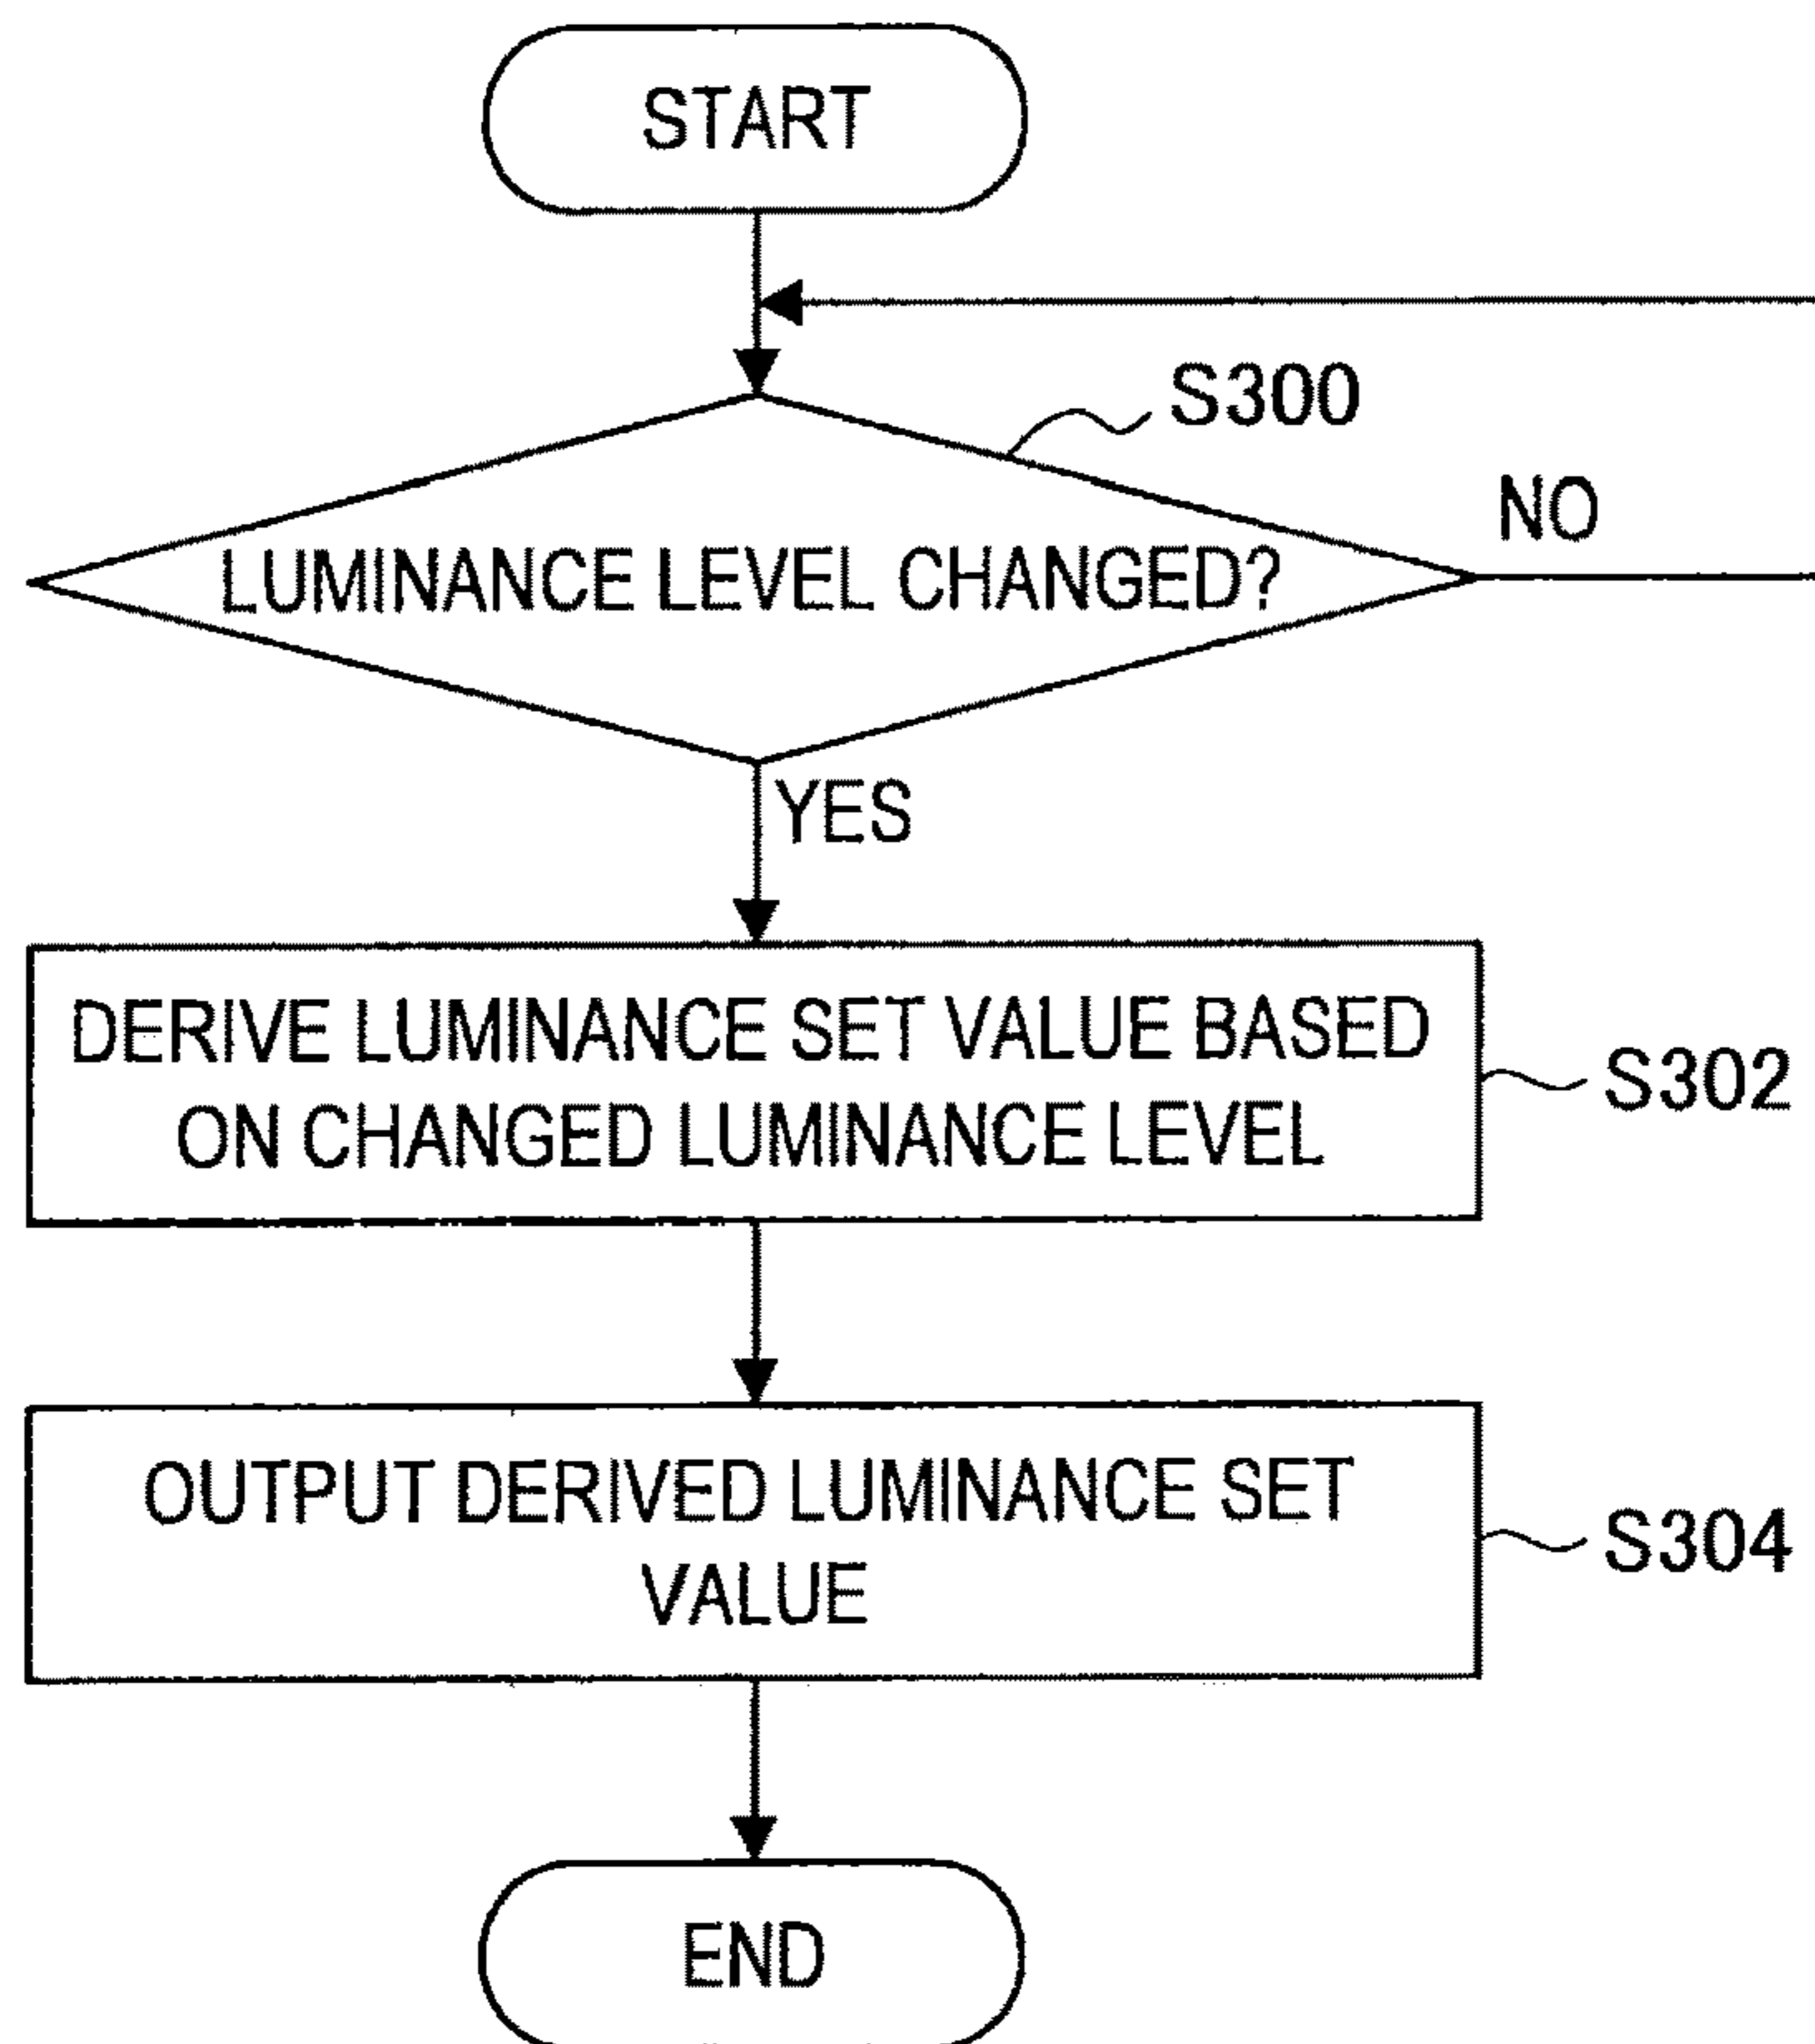 START
S300
NO
LUMINANCE LEVEL CHANGED?
YES
DERIVE LUMINANCE SET VALUE BASED
ON CHANGED LUMINANCE LEVEL
S302
OUTPUT DERIVED LUMINANCE SET
VALUE
S304
END